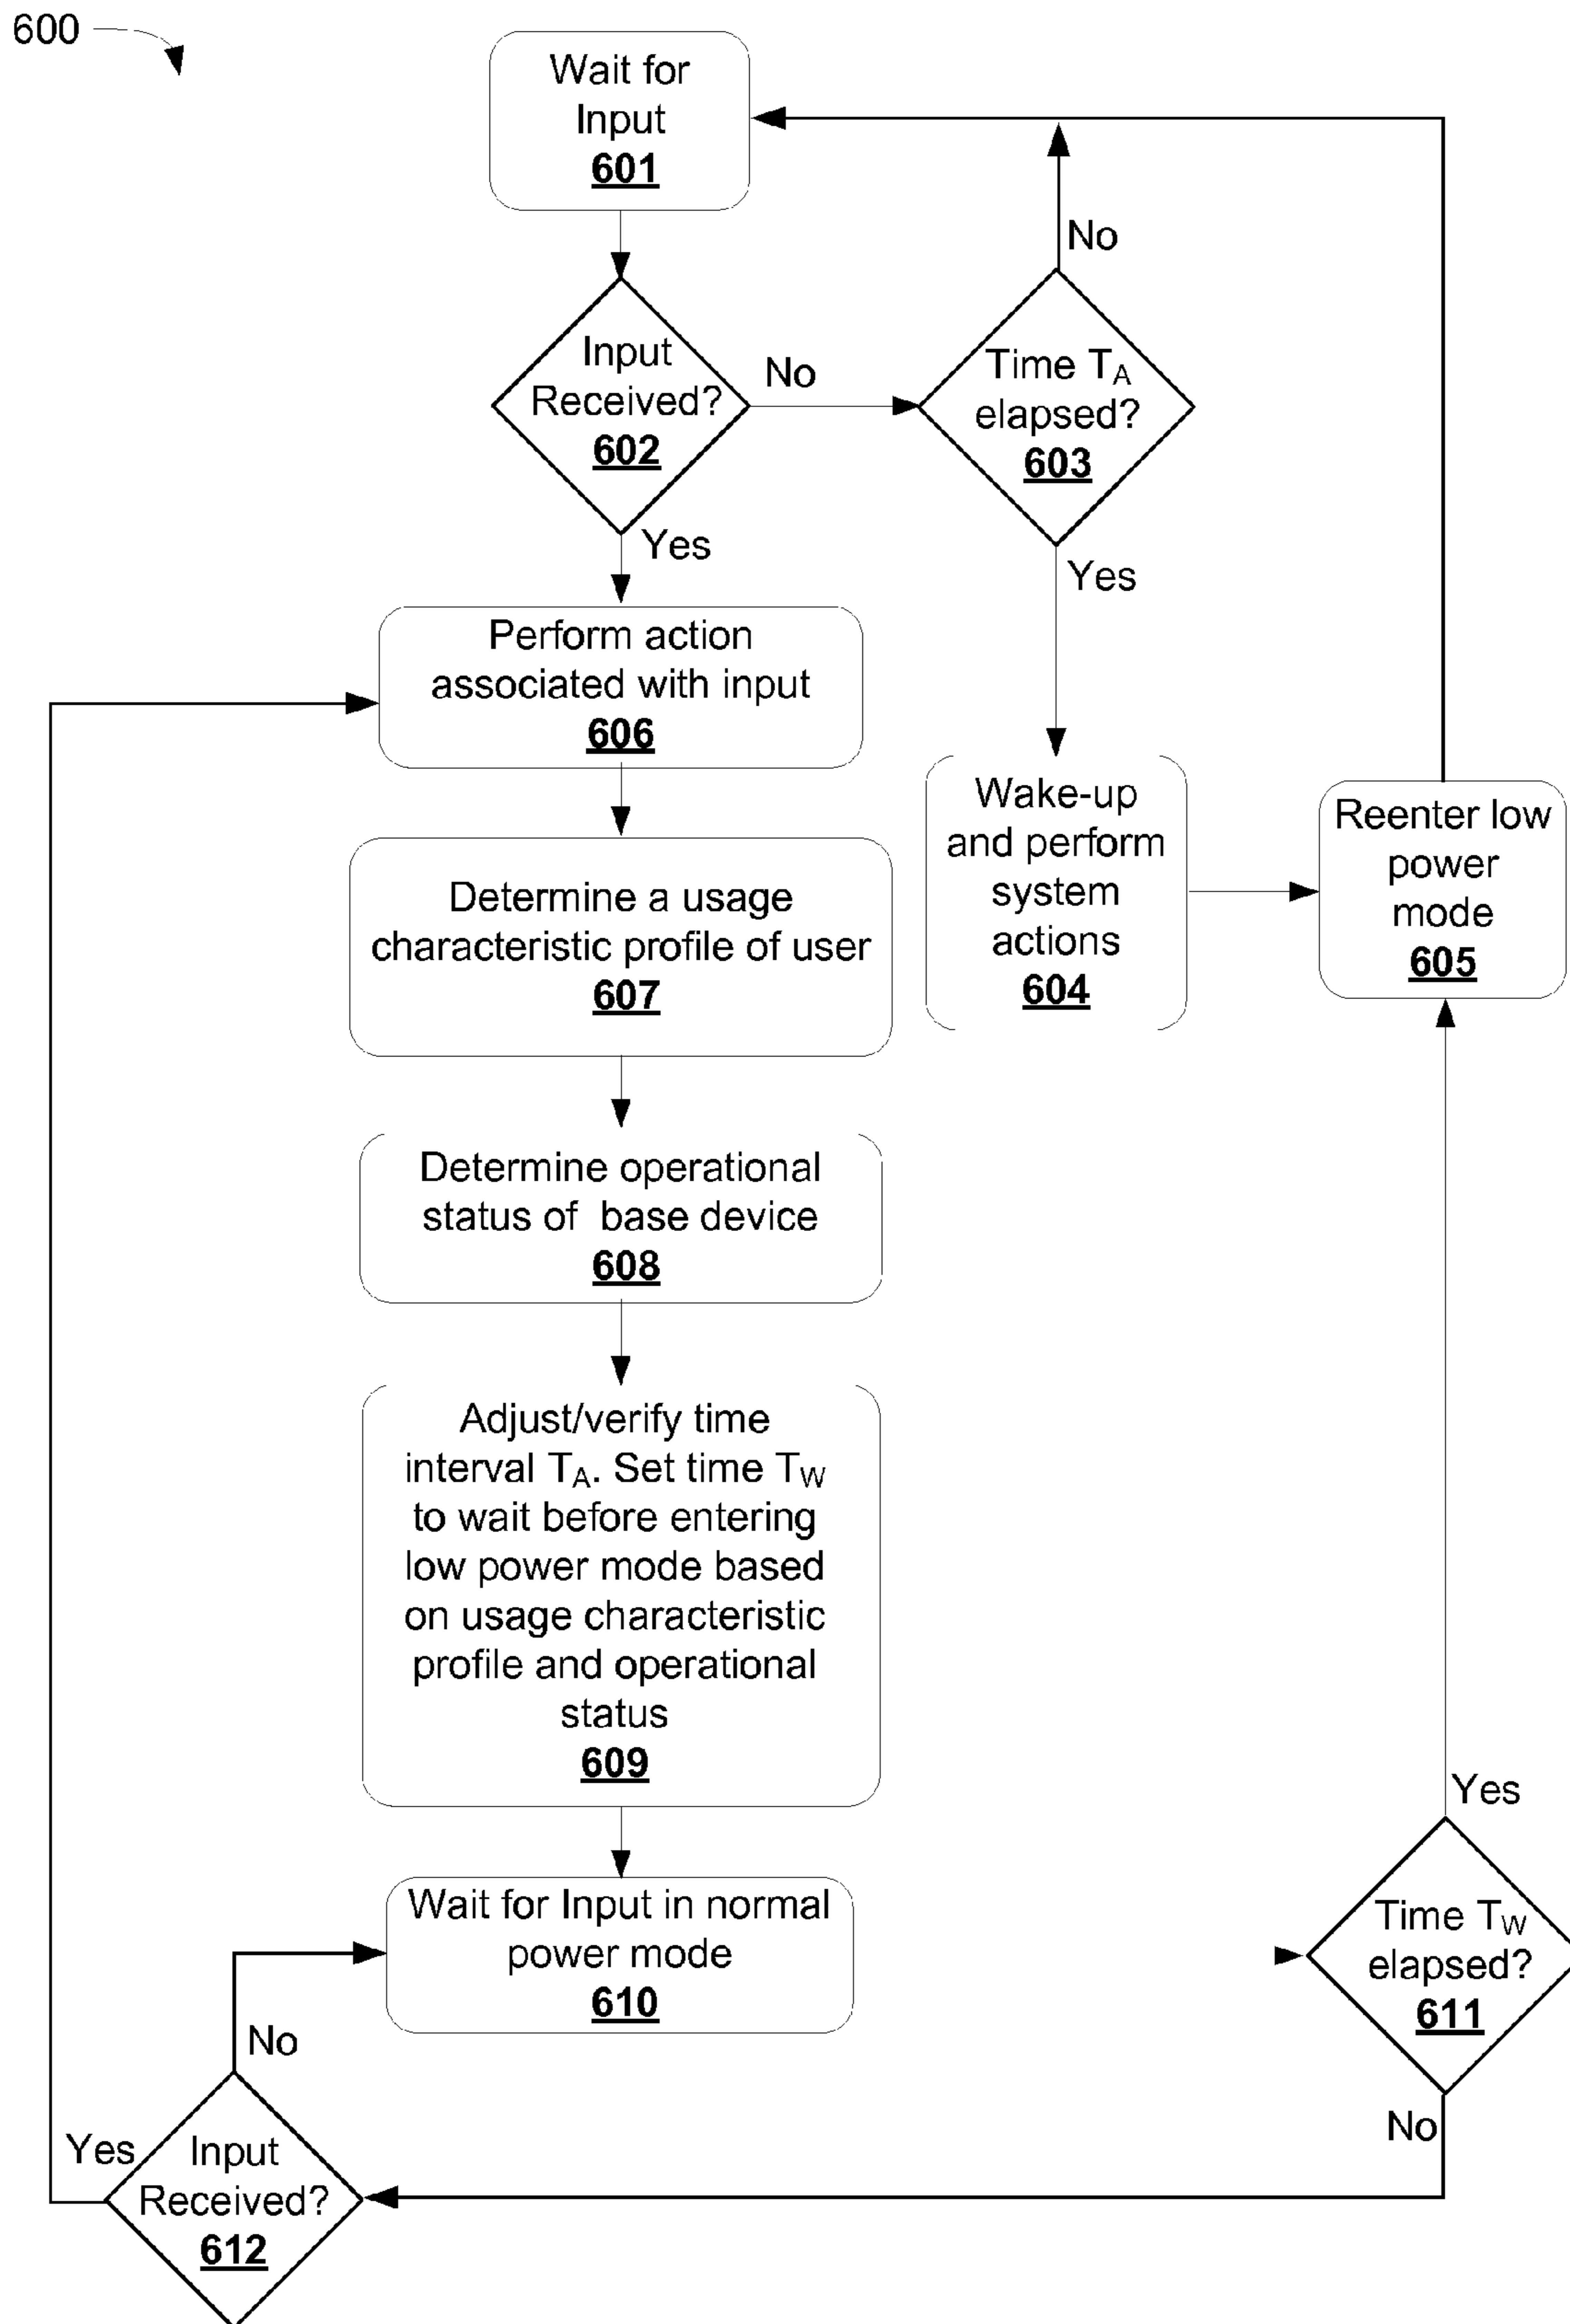 600
Wait for
Input
601
No
Input
Received?
602
No
Time TA
elapsed?
603
Yes
Yes
Perform action
associated with input
606
Wake-up
and perform
system
actions
604
Reenter low
power
mode
605
Determine a usage
characteristic profile of user
607
Determine operational
status of base device
608
Adjust/verify time
interval TA. Set time TW
to wait before entering
low power mode based
on usage characteristic
profile and operational
status
609
Yes
Wait for Input in normal
power mode
610
Time TW
elapsed?
611
No
No
Yes
Input
Received?
612